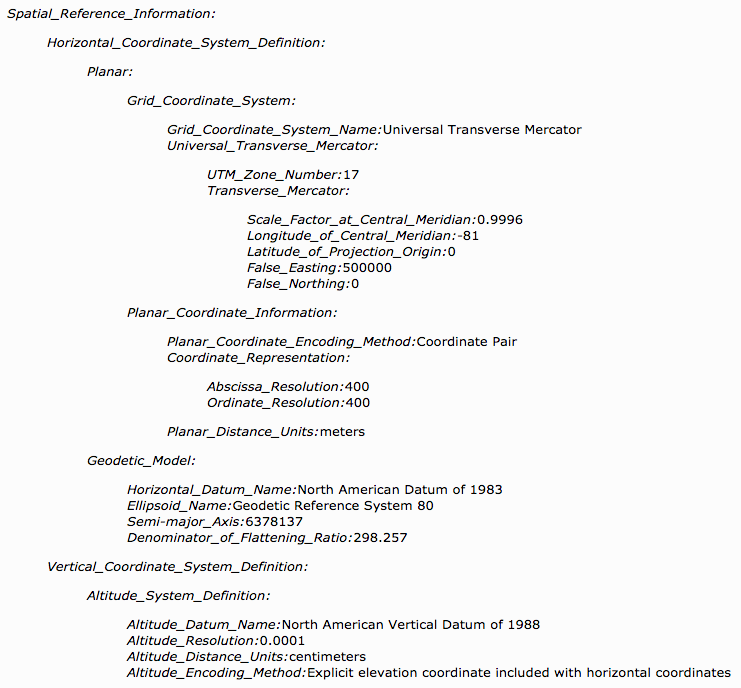 Spatial_Reference_Information:
Horizontal_Coordinate_System_Definition:
Planar:
Grid_Coordinate_System:
Grid_Coordinate_System_Name:Universal Transverse Mercator
Universal_Transverse_Mercator:
UTM_Zone_Number:17
Transverse_Mercator:
Scale_Factor_at_Central_Meridian:0.9996
Longitude_of_Central_Meridian:-81
Latitude_of_Projection_Origin:0
False_Easting:500000
False_Northing:0
Planar_Coordinate_Information:
Planar_Coordinate_Encoding_Method:Coordinate Pair
Coordinate_Representation:
Abscissa_Resolution:400
Ordinate_Resolution:400
Planar_Distance_Units:meters
Geodetic_Model:
Horizontal_Datum_Name:North American Datum of 1983
Ellipsoid_Name:Geodetic Reference System 80
Semi-major_Axis:6378137
Denominator_of_Flattening_Ratio:298.257
Vertical_Coordinate_System_Definition:
Altitude_System_Definition:
Altitude_Datum_Name:North American Vertical Datum of 1988
Altitude_Resolution:0.0001
Altitude_Distance_Units:centimeters
Altitude_Encoding_Method:Explicit elevation coordinate included with horizontal coordinates